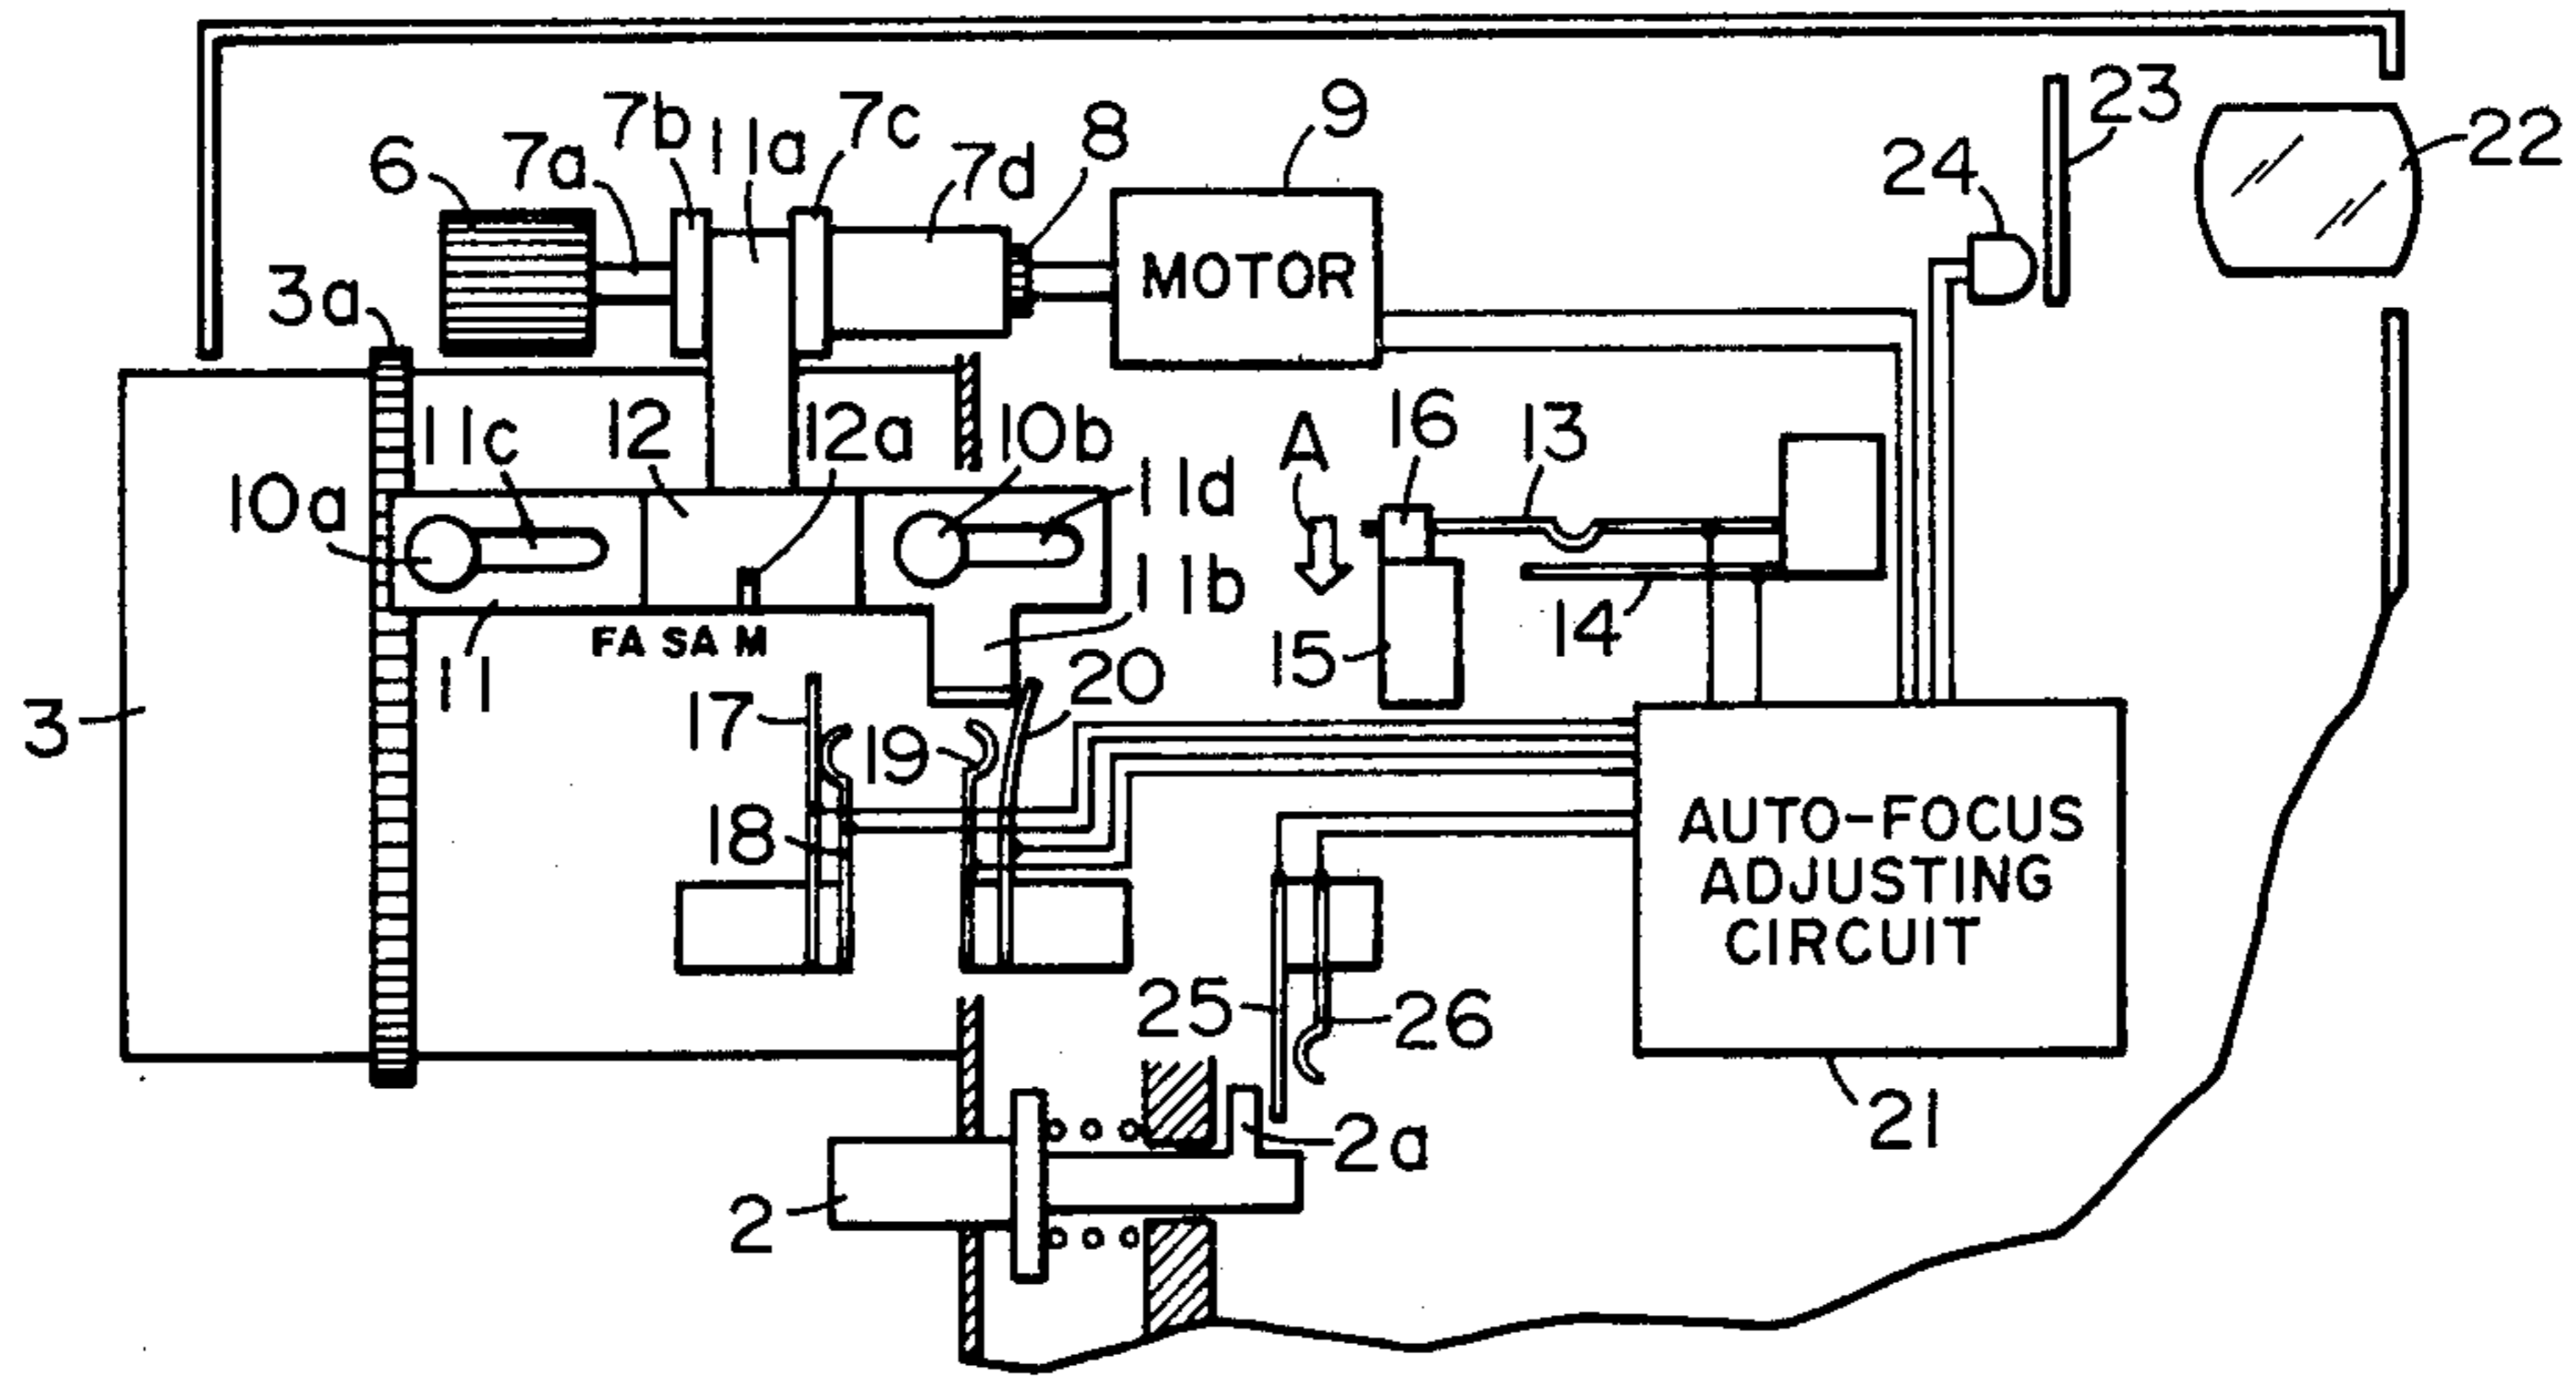 9
23
7b
7c
8
22
11a
6
7a
7d
24
MOTOR
3a
16
13
A
12
12a
10b
11c
11d
10a
11b
FA SA M
14
15
11
20
17
3
19
18
AUTO-FOCUS
ADJUSTING
CIRCUIT
25
26
21
2a
2